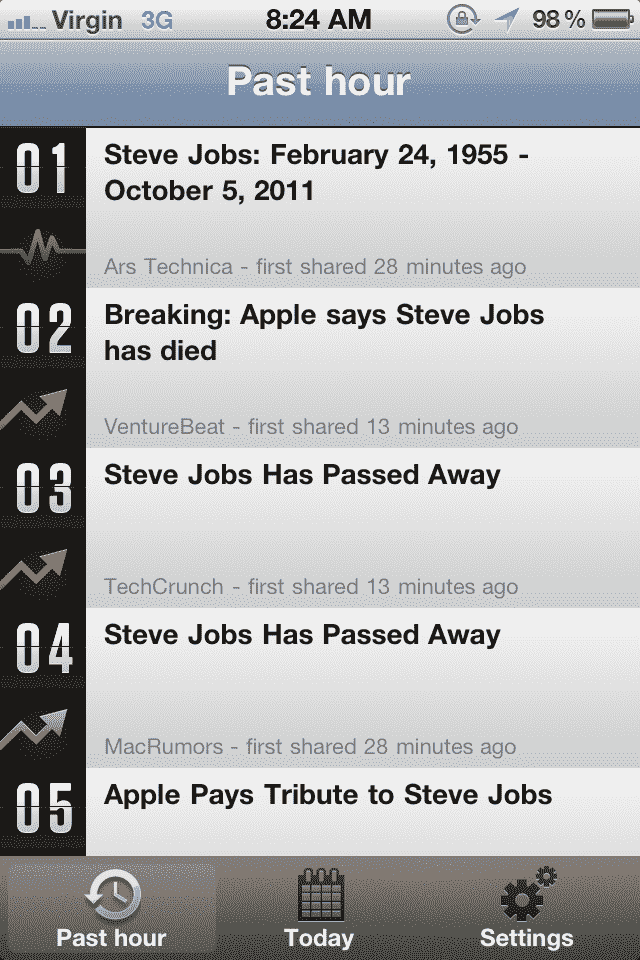 Virgin 3G 8:24 AM 98%
Past hour
01
Steve Jobs: February 24, 1955 -
October 5, 2011
Ars Technica - first shared 28 minutes ago
02
Breaking: Apple says Steve Jobs
has died
VentureBeat - first shared 13 minutes ago
03
Steve Jobs Has Passed Away
TechCrunch - first shared 13 minutes ago
04
Steve Jobs Has Passed Away
MacRumors - first shared 28 minutes ago
05
Apple Pays Tribute to Steve Jobs
Past hour
Today
Settings